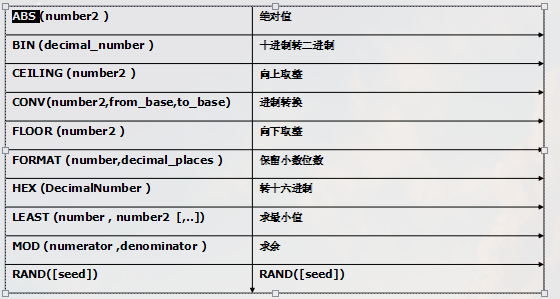 ABS (number2 ) 绝对值
BIN (decimal_number ) 十进制转二进制
CEILING (number2 ) 向上取整
CONV(number2,from_base,to_base) 进制转换
FLOOR (number2 ) 向下取整
FORMAT (number,decimal_places ) 保留小数位数
HEX (DecimalNumber ) 转十六进制
LEAST (number , number2 [,..]) 求最小值
MOD (numerator ,denominator ) 求余
RAND([seed]) RAND([seed])